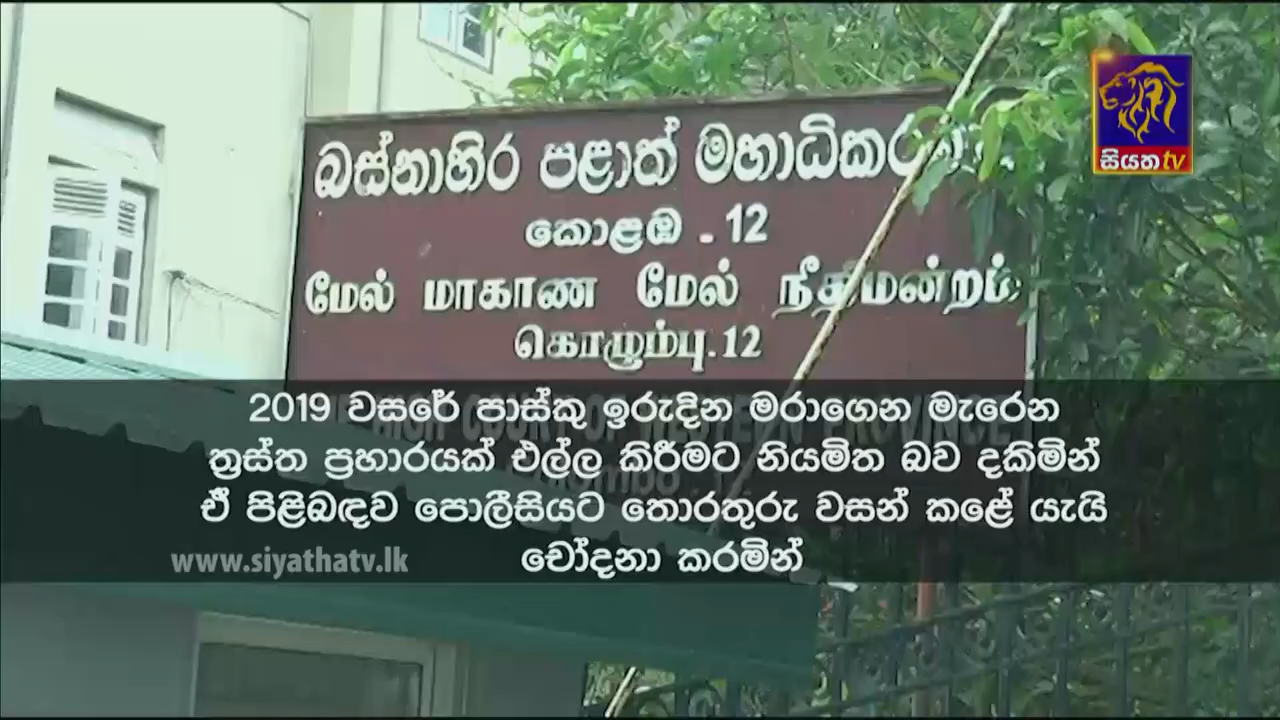 බස්නාහිර පළාත් මහාධිකරණය
සියත tv
කොළඹ - 12
மேல் மாகாண மேல் நீதிமன்றம்
கொழும்பு.12
2019 වසරේ පාස්කු ඉරුදින මරාගෙන මැරෙන
ත්‍රස්ත ප්‍රහාරයක් එල්ල කිරීමට නියමිත බව දකිමින්
ඒ පිළිබඳව පොලීසියට තොරතුරු වසන් කළේ යැයි
චෝදනා කරමින්
www.siyathatv.lk